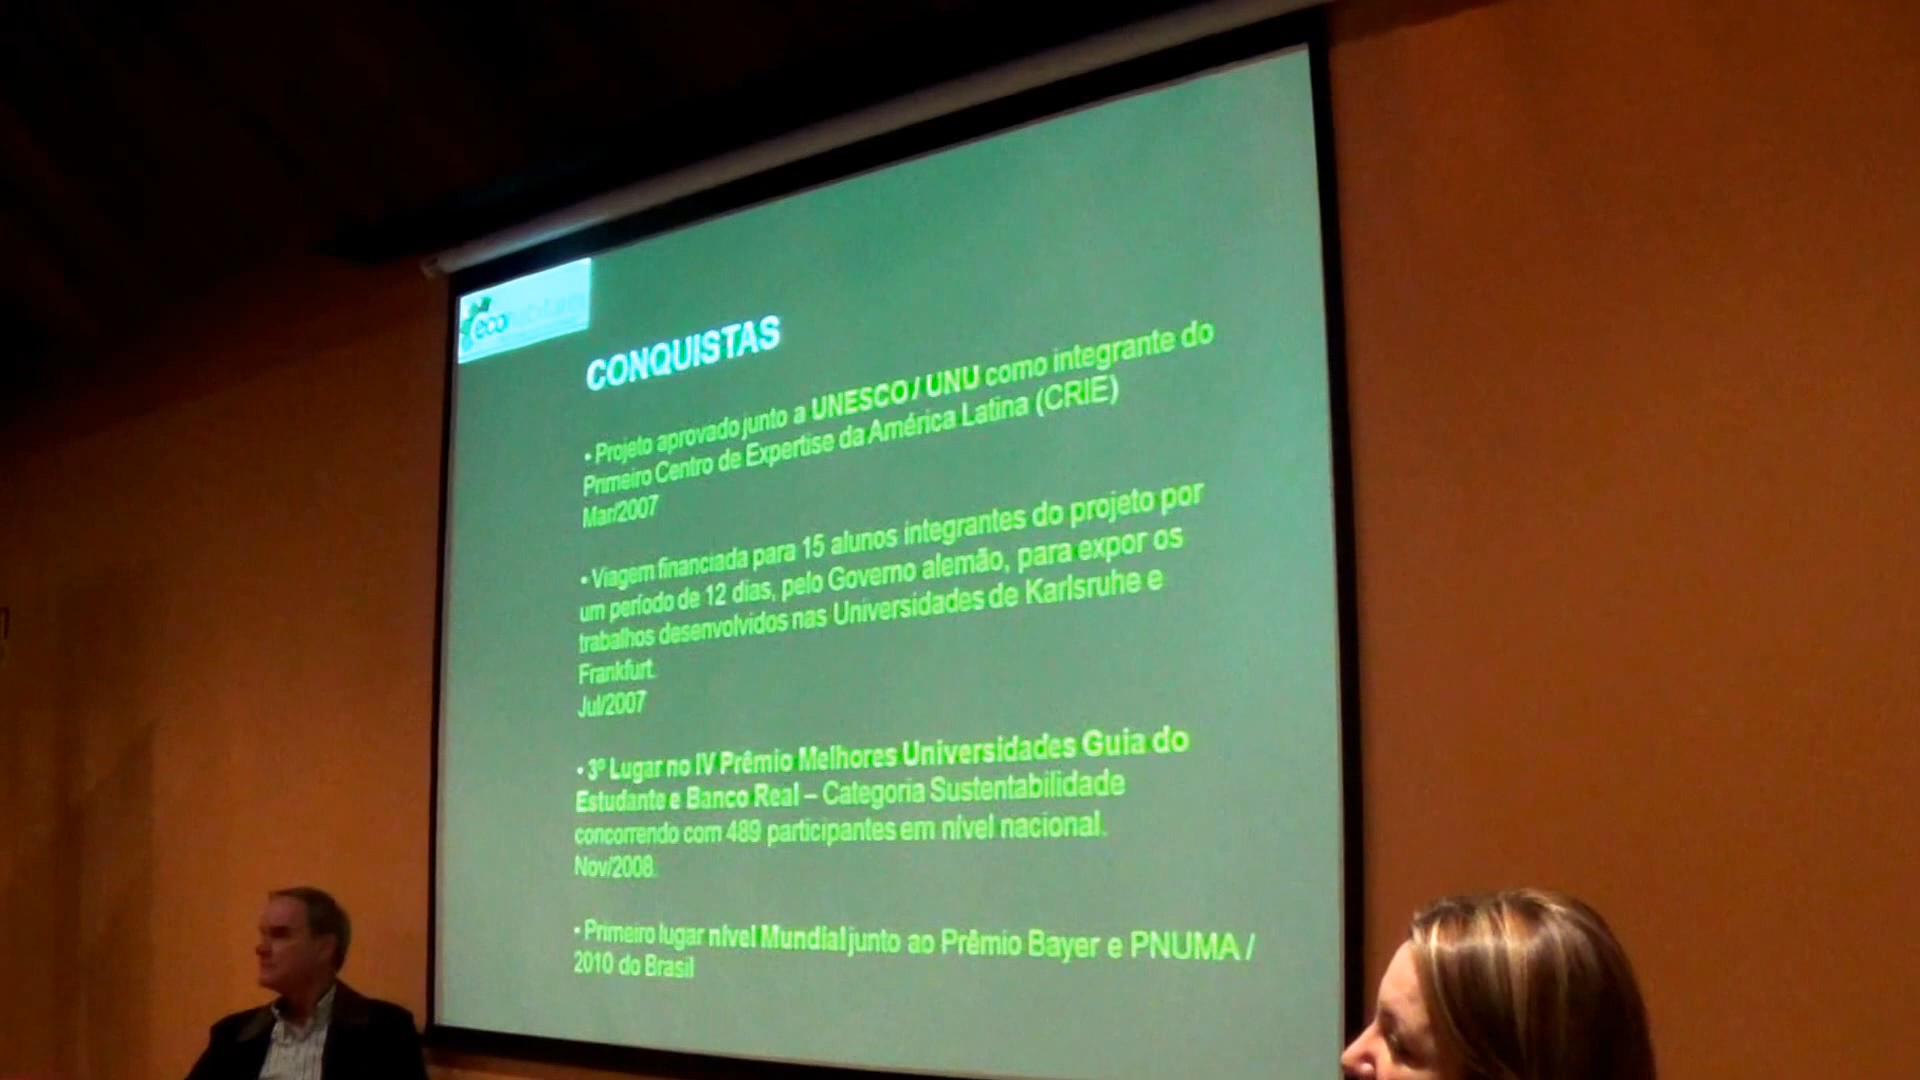 eco
CONQUISTAS
• Projeto aprovado junto a UNESCO / UNU como integrante do
Primeiro Centro de Expertise da América Latina (CRIE)
Mar/2007
• Viagem financiada para 15 alunos integrantes do projeto por
um período de 12 dias, pelo Governo alemão, para expor os
trabalhos desenvolvidos nas Universidades de Karlsruhe e
Frankfurt.
Jul/2007
• 3º Lugar no IV Prêmio Melhores Universidades Guia do
Estudante e Banco Real – Categoria Sustentabilidade
concorrendo com 489 participantes em nível nacional.
Nov/2008.
• Primeiro lugar nível Mundial junto ao Prêmio Bayer e PNUMA /
2010 do Brasil